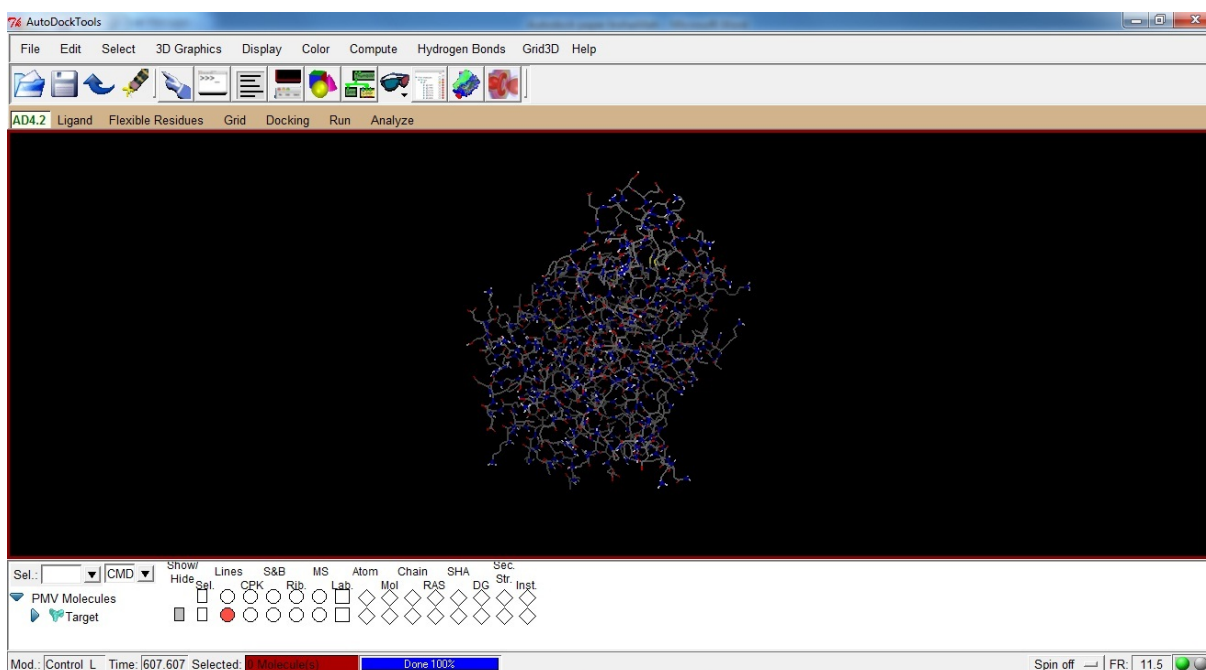 AutoDockTools
File Edit Select 3D Graphics Display Color Compute Hydrogen Bonds Grid3D Help
AD4.2 Ligand Flexible Residues Grid Docking Run Analyze
Sel.: CMD Show/ Hide Sel. Lines CPK S&B Rib. MS Lab. Atom Mol Chain RAS SHA DG Sec. Str. Inst.
PMV Molecules
Target
Mod.: Control_L Time: 607.607 Selected: 0 Molecule(s) Done 100% Spin off FR: 11.5